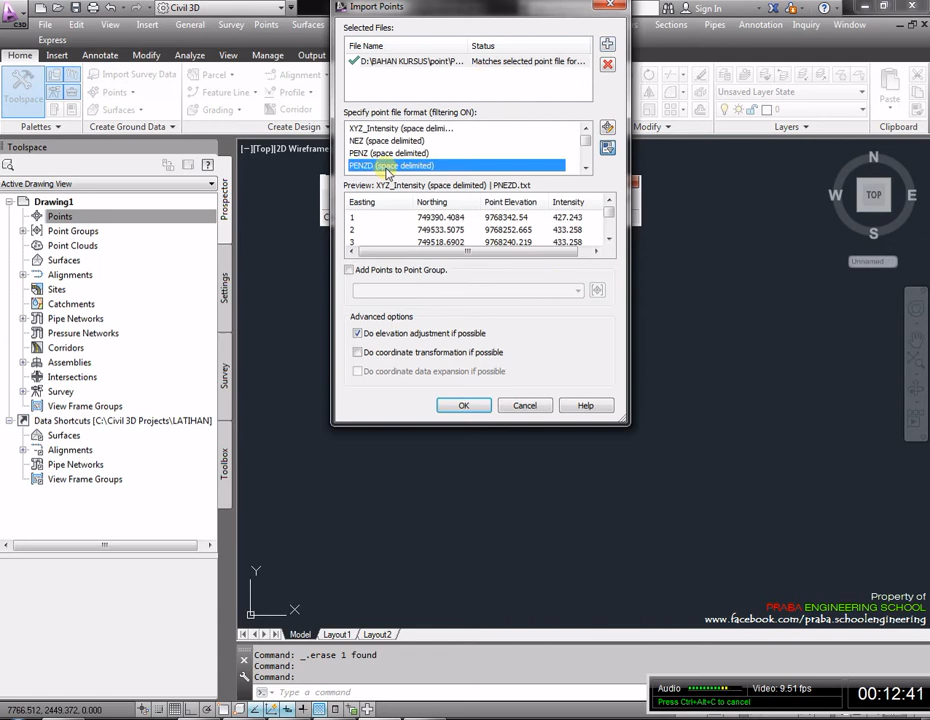 Civil 3D
Import Points
Sign In
File
Edit
View
Insert
General
Survey
Points
Sections
Pipes
Annotation
Inquiry
Window
Express
Home
Insert
Annotate
Modify
Analyze
View
Manage
Output
Toolspace
Import Survey Data
Points
Surfaces
Parcel
Feature Line
Grading
Alignment
Profile
Corridor
Unsaved Layer State
0
Paste
Palettes
Create Ground Data
Create Design
Modify
Layers
Clipboard
Selected Files:
File Name
Status
D:\BAHAN KURSUS\point\P...
Matches selected point file for...
Specify point file format (filtering ON):
XYZ_Intensity (space delimi...
NEZ (space delimited)
PENZ (space delimited)
PENZD (space delimited)
Preview: XYZ_Intensity (space delimited) | PNEZD.txt
Easting Northing Point Elevation Intensity
1 749390.4084 9768342.54 427.243
2 749533.5075 9768252.665 433.258
3 749518.6902 9768240.219 433.258
Add Points to Point Group.
Advanced options
Do elevation adjustment if possible
Do coordinate transformation if possible
Do coordinate data expansion if possible
OK
Cancel
Help
Toolspace
Active Drawing View
Drawing1
Points
Point Groups
Point Clouds
Surfaces
Alignments
Sites
Catchments
Pipe Networks
Pressure Networks
Corridors
Assemblies
Intersections
Survey
View Frame Groups
Data Shortcuts [C:\Civil 3D Projects\LATIHAN]
Surfaces
Alignments
Pipe Networks
View Frame Groups
Prospector
Settings
Survey
Toolbox
[-][Top][2D Wireframe
N
W
TOP
E
S
Unnamed
Y
X
Model
Layout1
Layout2
Property of
PRABA ENGINEERING SCHOOL
www.facebook.com/praba.schoolengineering
Command: _.erase 1 found
Command:
Command:
Type a command
7766.512, 2449.372, 0.000
Audio
Video: 9.51 fps
Press Ctrl+Alt+C to cancel
00:12:41